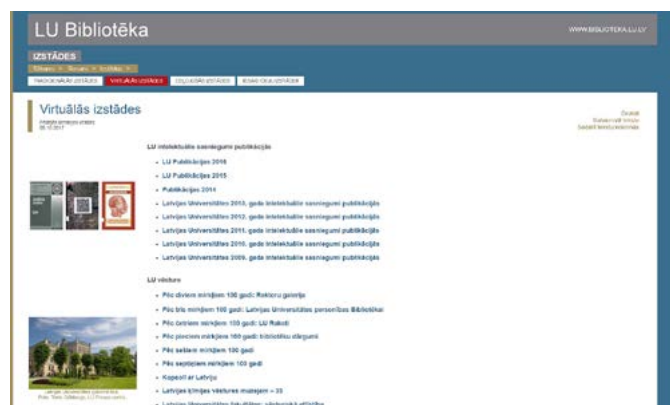 LU Bibliotēka
WWW.BIBLIOTEKA.LU.LV
IZSTĀDES
TRADICIONĀLĀS IZSTĀDES VIRTUĀLĀS IZSTĀDES CEĻOJOŠĀS IZSTĀDES
Virtuālās izstādes
LU intelektuālie sasniegumi publikācijās
LU Publikācijas 2016
LU Publikācijas 2015
Publikācijas 2014
Latvijas Universitātes 2013. gada intelektuālie sasniegumi publikācijās
Latvijas Universitātes 2012. gada intelektuālie sasniegumi publikācijās
Latvijas Universitātes 2011. gada intelektuālie sasniegumi publikācijās
Latvijas Universitātes 2010. gada intelektuālie sasniegumi publikācijās
Latvijas Universitātes 2009. gada intelektuālie sasniegumi publikācijās
LU vēsture
Pēc diviem mirkļiem 100 gadi: Rektoru galerija
Pēc trim mirkļiem 100 gadi: Latvijas Universitātes personības Bibliotēkai
Pēc četriem mirkļiem 100 gadi: LU Raksti
Pēc pieciem mirkļiem 100 gadi: bibliotēku dārgumi
Pēc sešiem mirkļiem 100 gadi
Pēc septiņiem mirkļiem 100 gadi
Kopsolī ar Latviju
Latvijas ķīmijas vēstures muzejam – 35